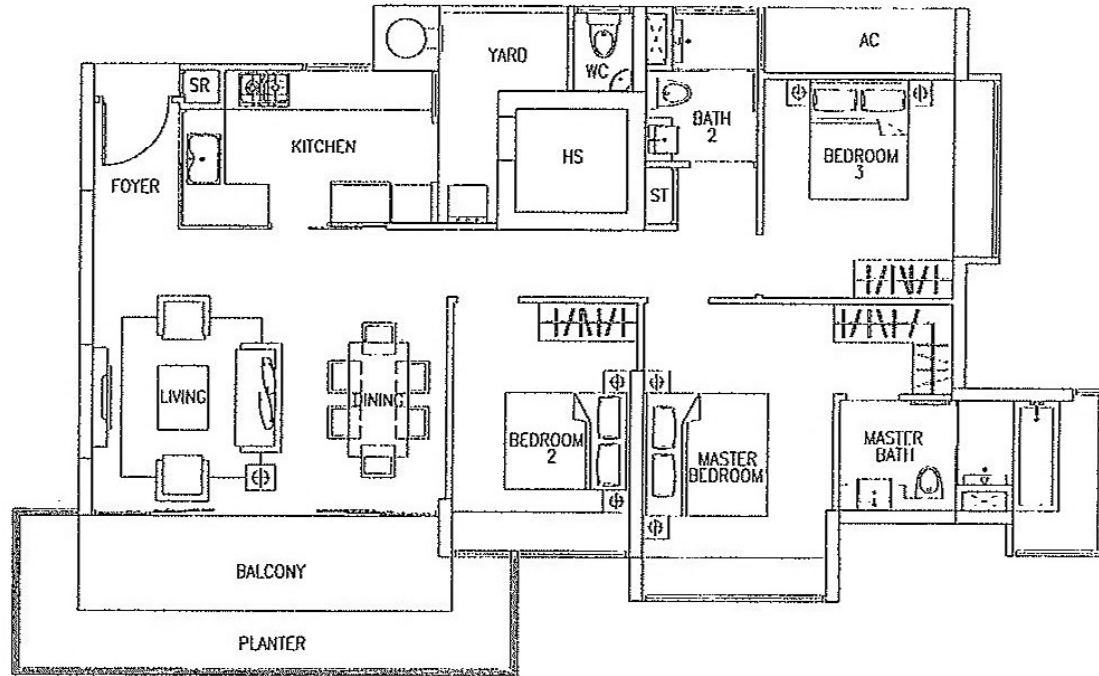 AC
YARD
WC
SR
BATH
2
KITCHEN
HS
BEDROOM
3
FOYER
ST
LIVING
DINING
BEDROOM
2
MASTER
BEDROOM
MASTER
BATH
BALCONY
PLANTER